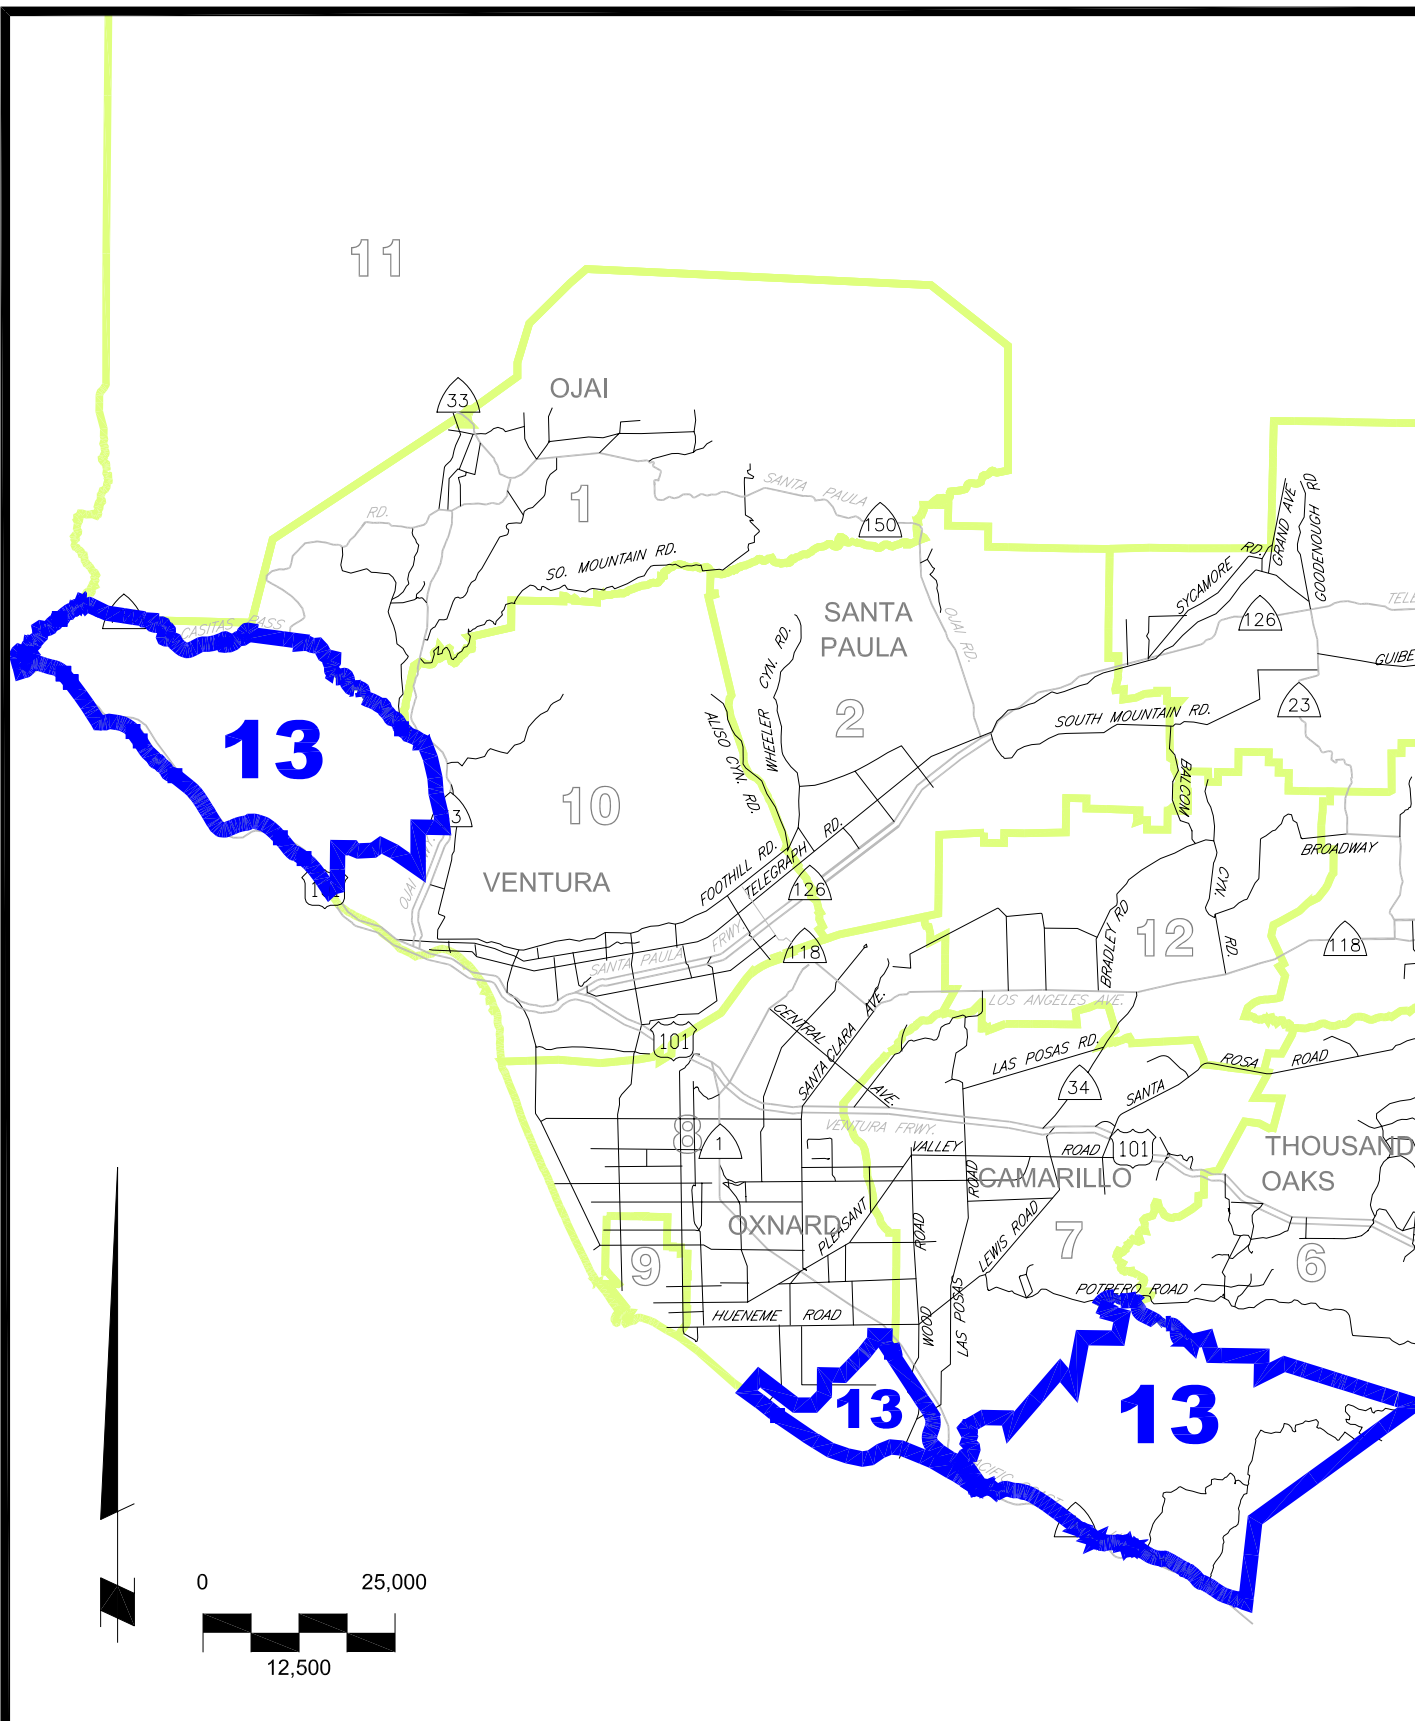 11
33
OJAI
1
SANTA PAULA
RD.
150
SO. MOUNTAIN RD.
GRAND AVE
GOODENOUGH RD
RD.
SYCAMORE
126
CASITAS PASS
SANTA
PAULA
OJAI RD.
WHEELER CYN. RD.
GUIBE
23
SOUTH MOUNTAIN RD.
2
13
ALISO CYN. RD.
BALCOM
CYN.
RD.
10
3
RD.
BROADWAY
FOOTHILL RD.
TELEGRAPH
VENTURA
126
OJAI
BRADLEY RD
12
118
118
SANTA PAULA
FRWY
LOS ANGELES AVE.
CENTRAL
AVE.
SANTA CLARA AVE.
101
LAS POSAS RD.
ROSA ROAD
34
SANTA
8
VENTURA FRWY.
1
VALLEY
ROAD
101
THOUSAND
OAKS
CAMARILLO
ROAD
OXNARD
PLEASANT
ROAD
LEWIS ROAD
7
6
9
POTRERO ROAD
HUENEME ROAD
WOOD
LAS POSAS
13
13
0
25,000
12,500